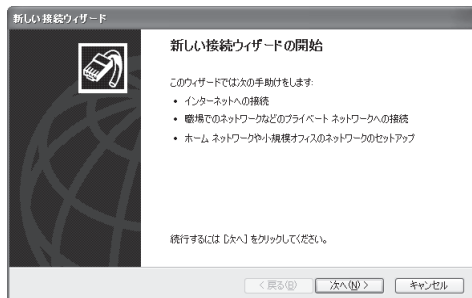 新しい接続ウィザード
新しい接続ウィザードの開始
このウィザードでは次の手助けをします:
• インターネットへの接続
• 職場でのネットワークなどのプライベート ネットワークへの接続
• ホーム ネットワークや小規模オフィスのネットワークのセットアップ
続行するには [次へ] をクリックしてください。
< 戻る(B)
次へ(N) >
キャンセル